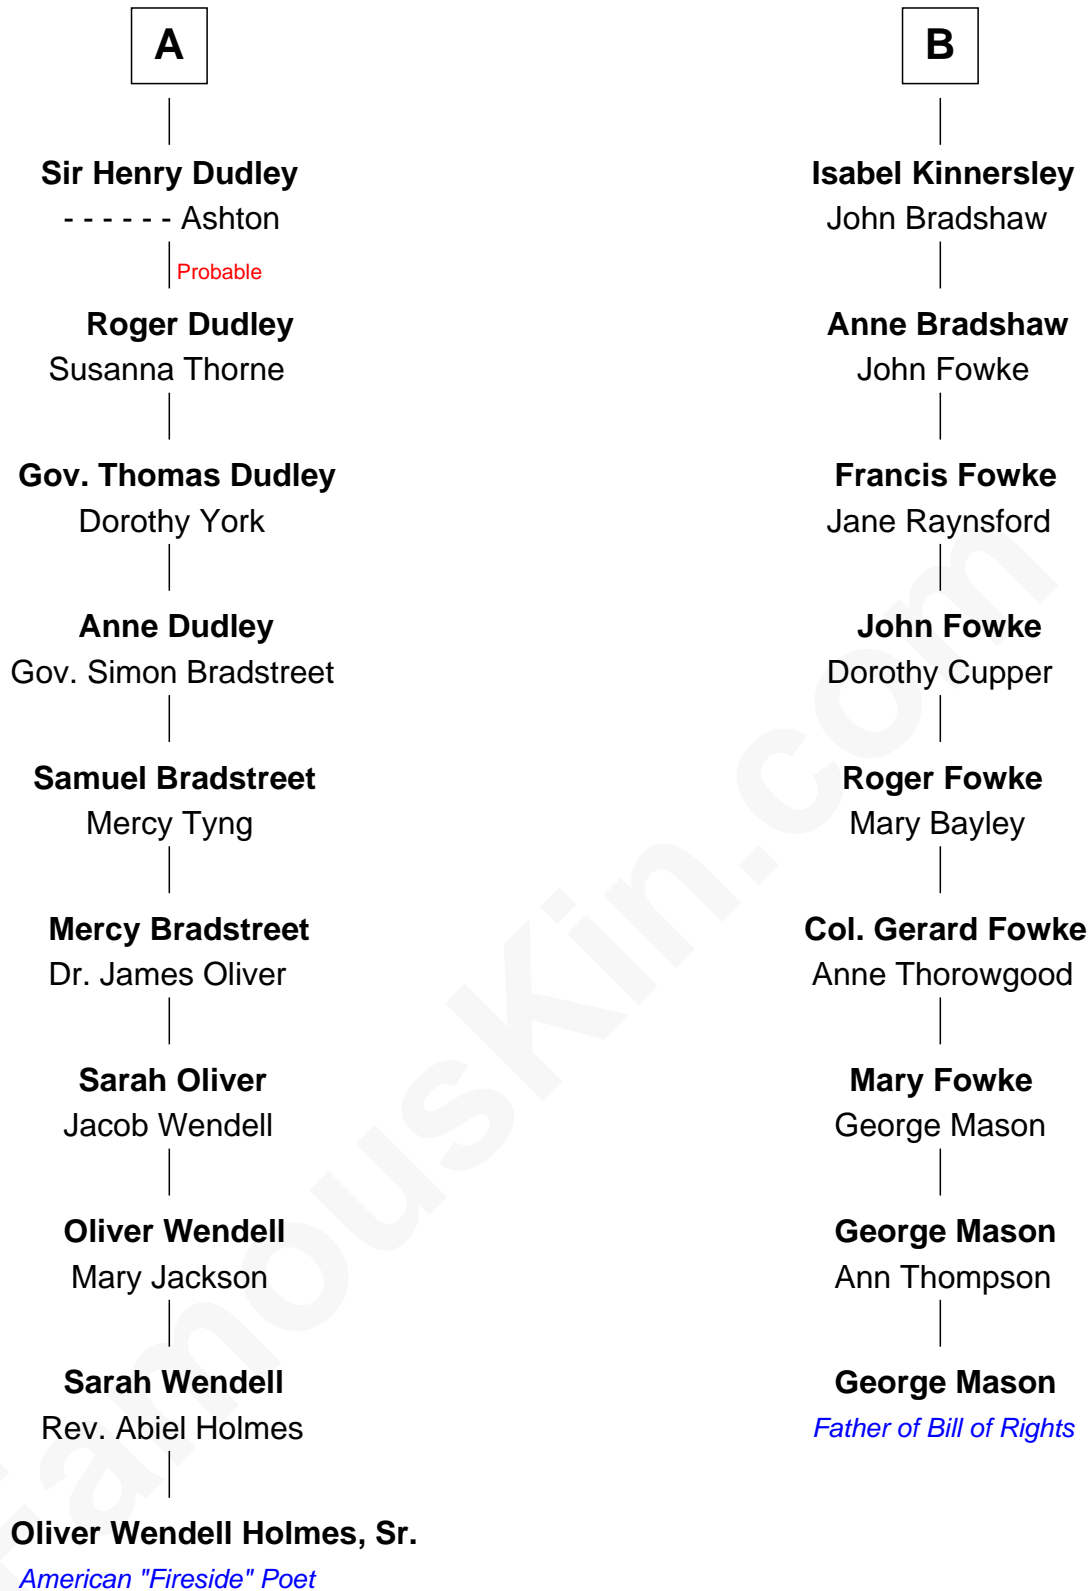 A
Sir Henry Dudley
- - - - - - Ashton
Probable
Roger Dudley
Susanna Thorne
Gov. Thomas Dudley
Dorothy York
Anne Dudley
Gov. Simon Bradstreet
Samuel Bradstreet
Mercy Tyng
Mercy Bradstreet
Dr. James Oliver
Sarah Oliver
Jacob Wendell
Oliver Wendell
Mary Jackson
Sarah Wendell
Rev. Abiel Holmes
Oliver Wendell Holmes, Sr.
American "Fireside" Poet
B
Isabel Kinnersley
John Bradshaw
Anne Bradshaw
John Fowke
Francis Fowke
Jane Raynsford
John Fowke
Dorothy Cupper
Roger Fowke
Mary Bayley
Col. Gerard Fowke
Anne Thorowgood
Mary Fowke
George Mason
George Mason
Ann Thompson
George Mason
Father of Bill of Rights
FamousKin.com